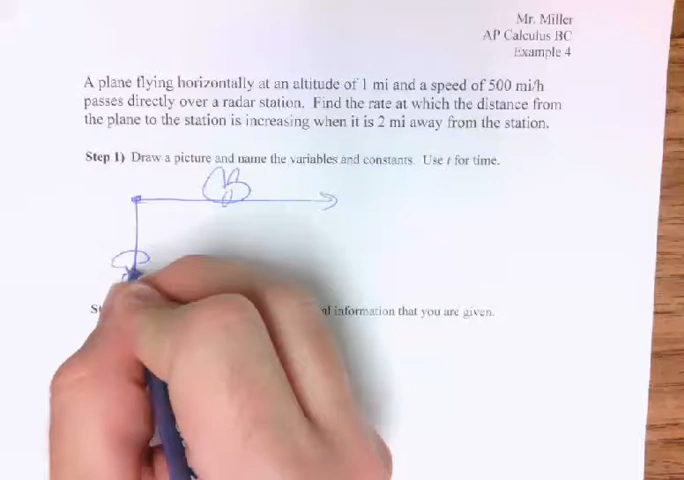 Mr. Miller
AP Calculus BC
Example 4
A plane flying horizontally at an altitude of 1 mi and a speed of 500 mi/h
passes directly over a radar station. Find the rate at which the distance from
the plane to the station is increasing when it is 2 mi away from the station.
Step 1) Draw a picture and name the variables and constants. Use t for time.
information that you are given.